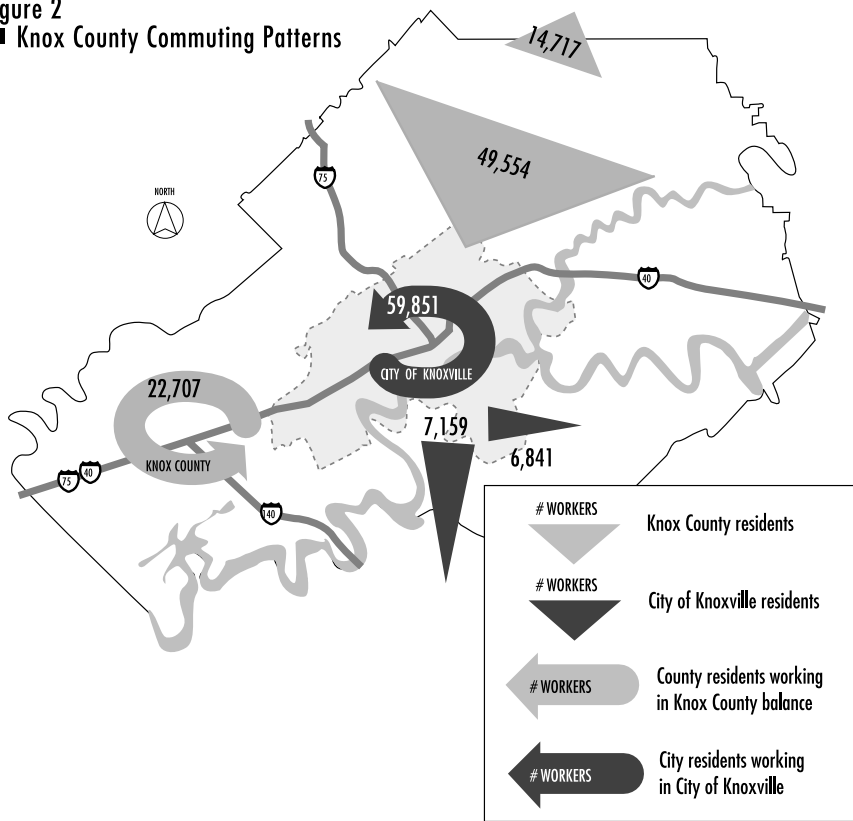 gure 2
Knox County Commuting Patterns
14,717
49,554
75
NORTH
40
59,851
CITY OF KNOXVILLE
22,707
KNOX COUNTY
7,159
6,841
75
40
140
# WORKERS
Knox County residents
# WORKERS
City of Knoxville residents
# WORKERS
County residents working
in Knox County balance
# WORKERS
City residents working
in City of Knoxville